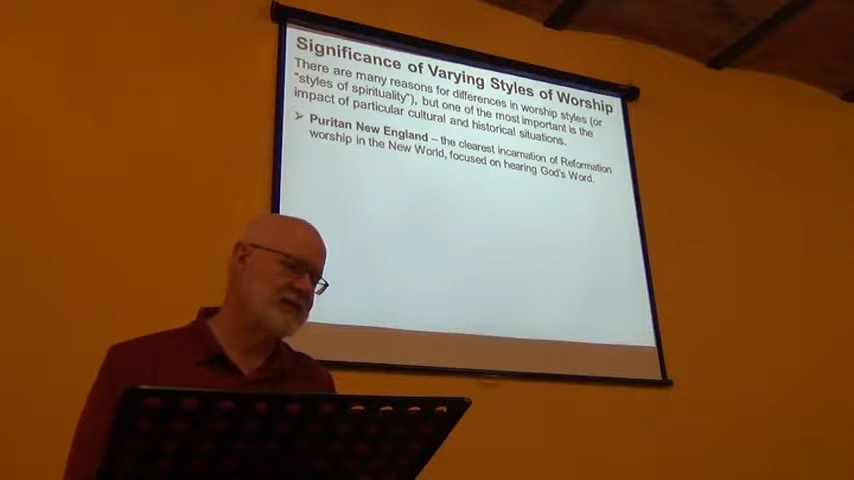 Significance of Varying Styles of Worship
There are many reasons for differences in worship styles (or
"styles of spirituality"), but one of the most important is the
impact of particular cultural and historical situations.
➢ Puritan New England – the clearest incarnation of Reformation
worship in the New World, focused on hearing God's Word.